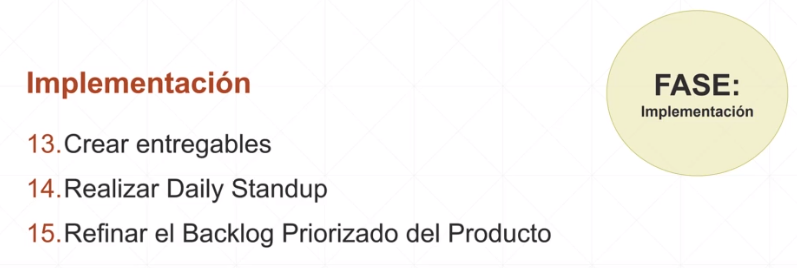 Implementación
13.Crear entregables
14.Realizar Daily Standup
15.Refinar el Backlog Priorizado del Producto
FASE:
Implementación